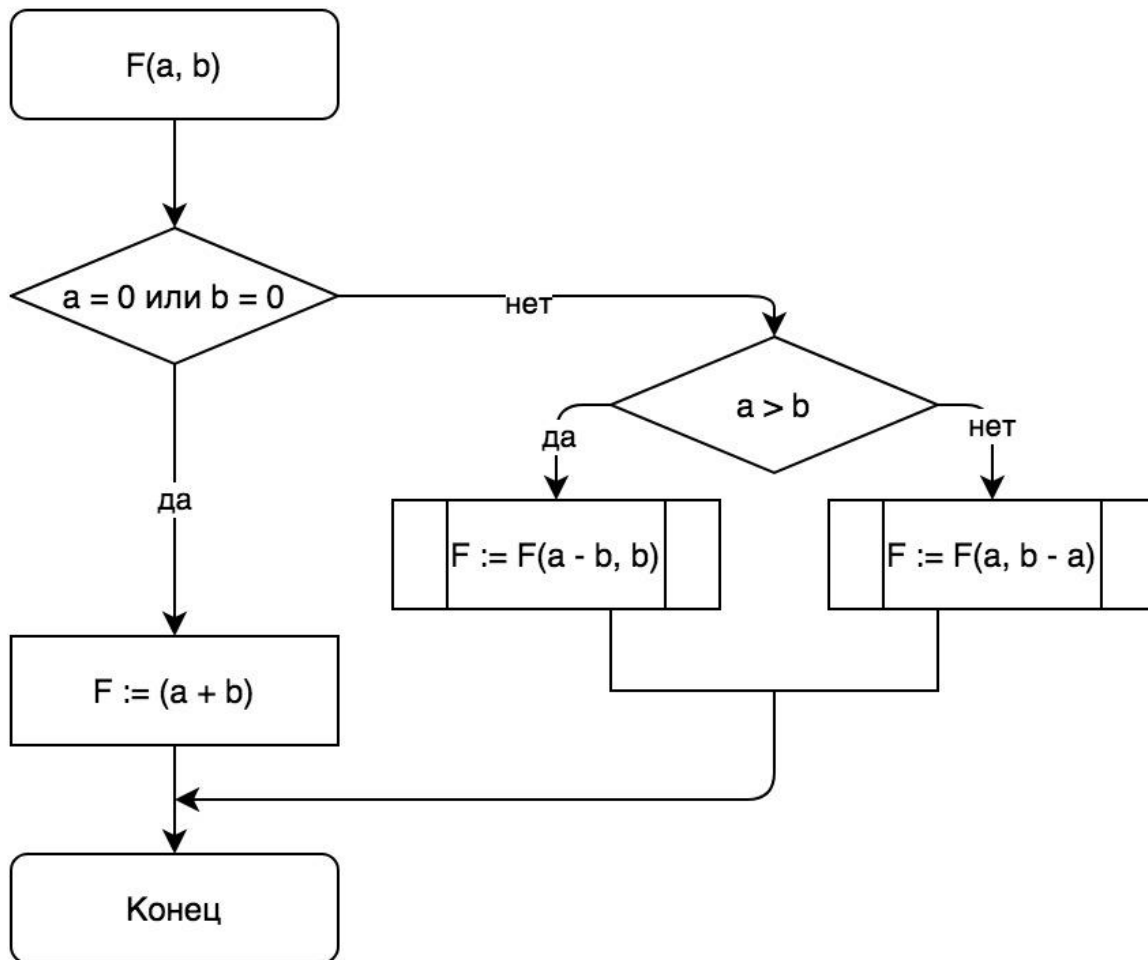 F(a, b)
a = 0 или b = 0
нет
a > b
да
нет
да
F := F(a - b, b)
F := F(a, b - a)
F := (a + b)
Конец